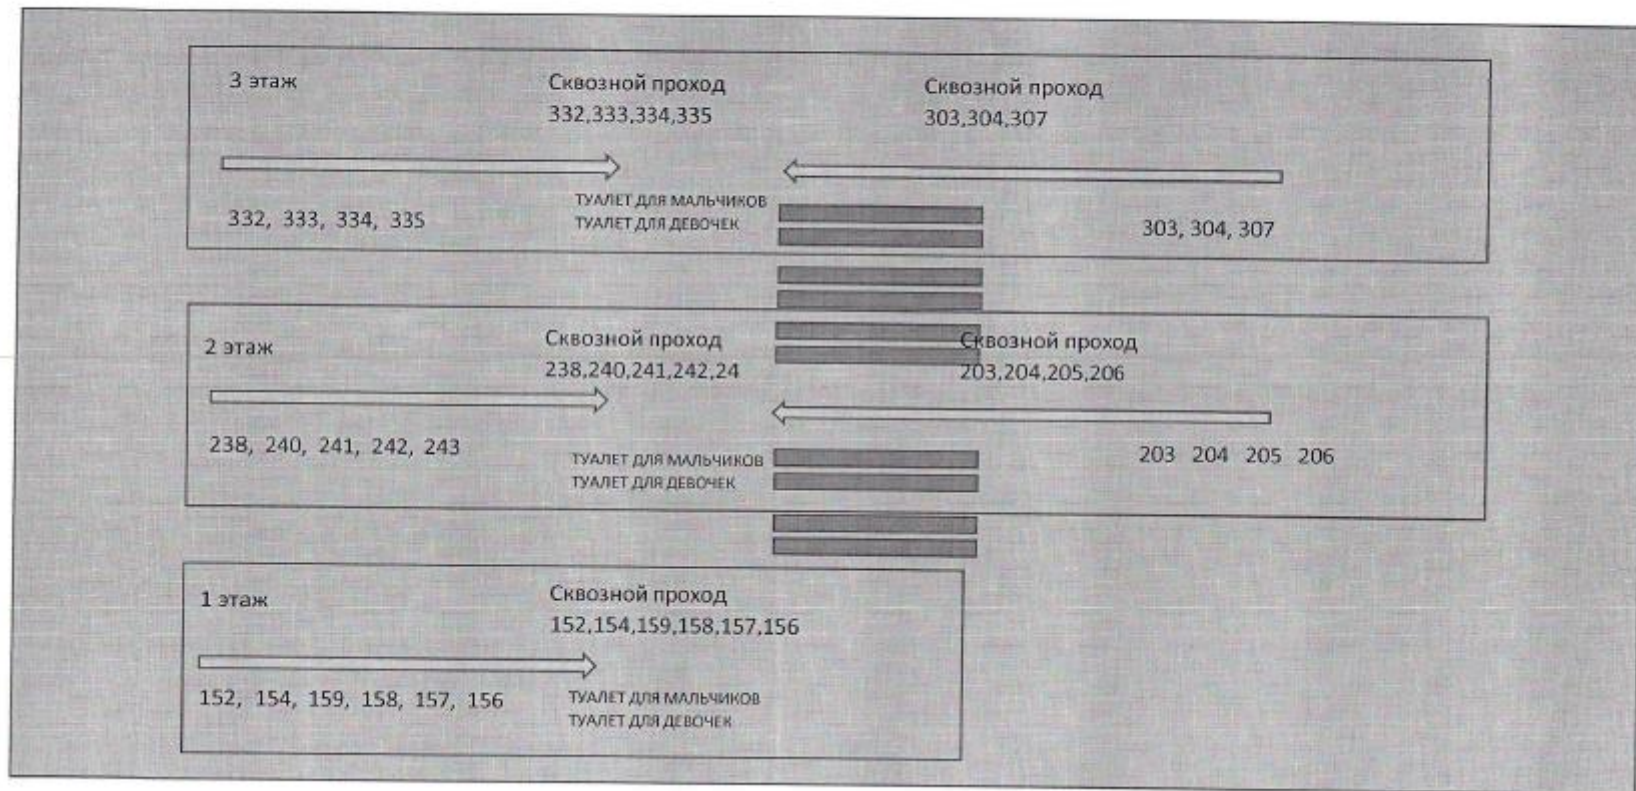 3 этаж
Сквозной проход
332,333,334,335
Сквозной проход
303,304,307
332, 333, 334, 335
ТУАЛЕТ ДЛЯ МАЛЬЧИКОВ
ТУАЛЕТ ДЛЯ ДЕВОЧЕК
303, 304, 307
2 этаж
Сквозной проход
238,240,241,242,24
Сквозной проход
203,204,205,206
238, 240, 241, 242, 243
ТУАЛЕТ ДЛЯ МАЛЬЧИКОВ
ТУАЛЕТ ДЛЯ ДЕВОЧЕК
203 204 205 206
1 этаж
Сквозной проход
152,154,159,158,157,156
152, 154, 159, 158, 157, 156
ТУАЛЕТ ДЛЯ МАЛЬЧИКОВ
ТУАЛЕТ ДЛЯ ДЕВОЧЕК